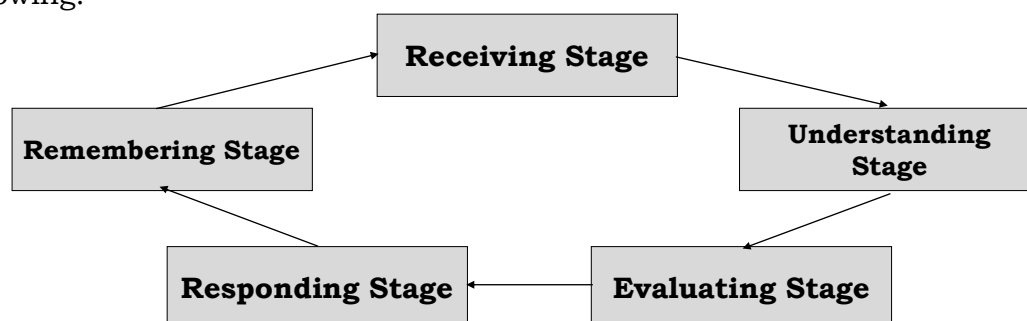 Receiving Stage
Remembering Stage
Understanding
Stage
Responding Stage
Evaluating Stage